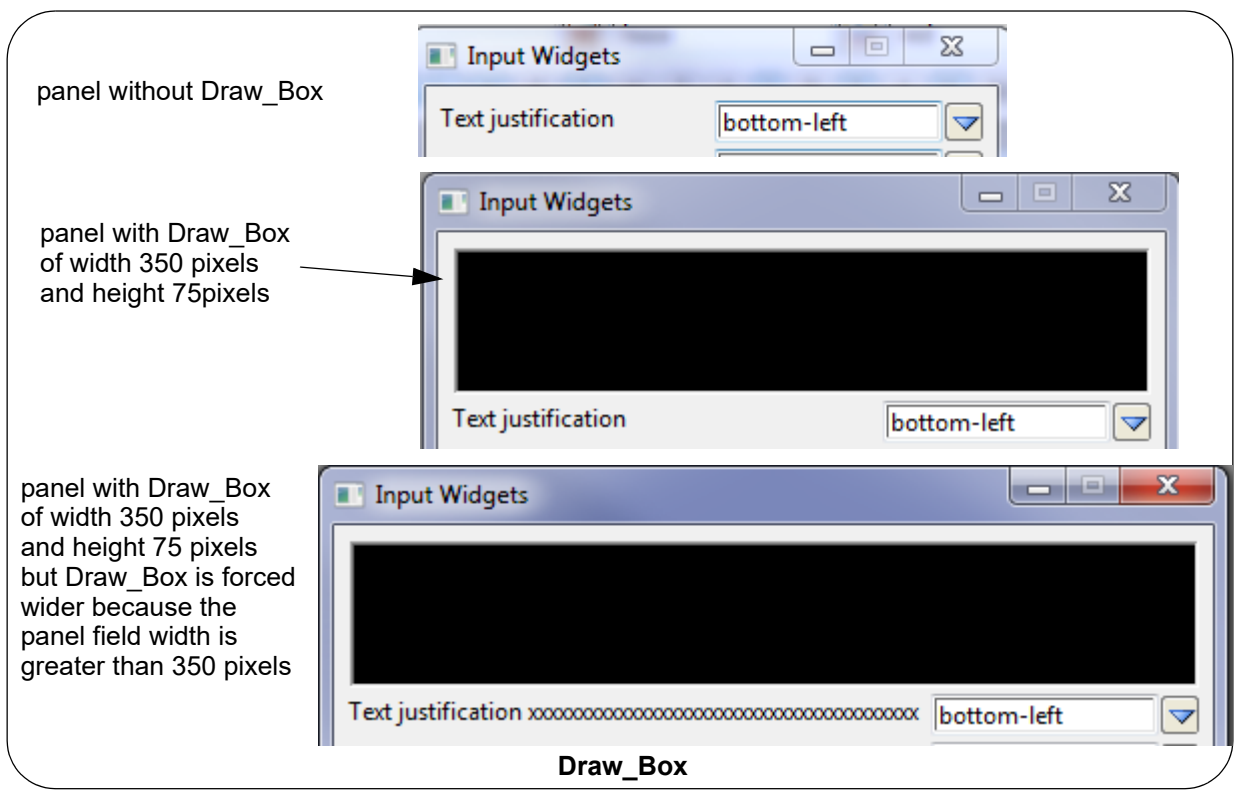 Input Widgets
panel without Draw_Box
Text justification bottom-left
Input Widgets
panel with Draw_Box
of width 350 pixels
and height 75pixels
Text justification bottom-left
panel with Draw_Box
of width 350 pixels
and height 75 pixels
but Draw_Box is forced
wider because the
panel field width is
greater than 350 pixels
Input Widgets
Text justification xxxxxxxxxxxxxxxxxxxxxxxxxxxxxxxxxxxxxxxx bottom-left
Draw_Box